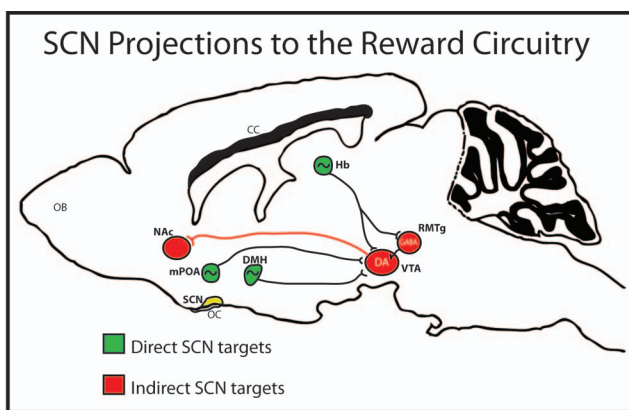 SCN Projections to the Reward Circuitry
CC
Hb
OB
NAc
RMTg
GABA
DMH
DA
mPOA
VTA
SCN
OC
Direct SCN targets
Indirect SCN targets